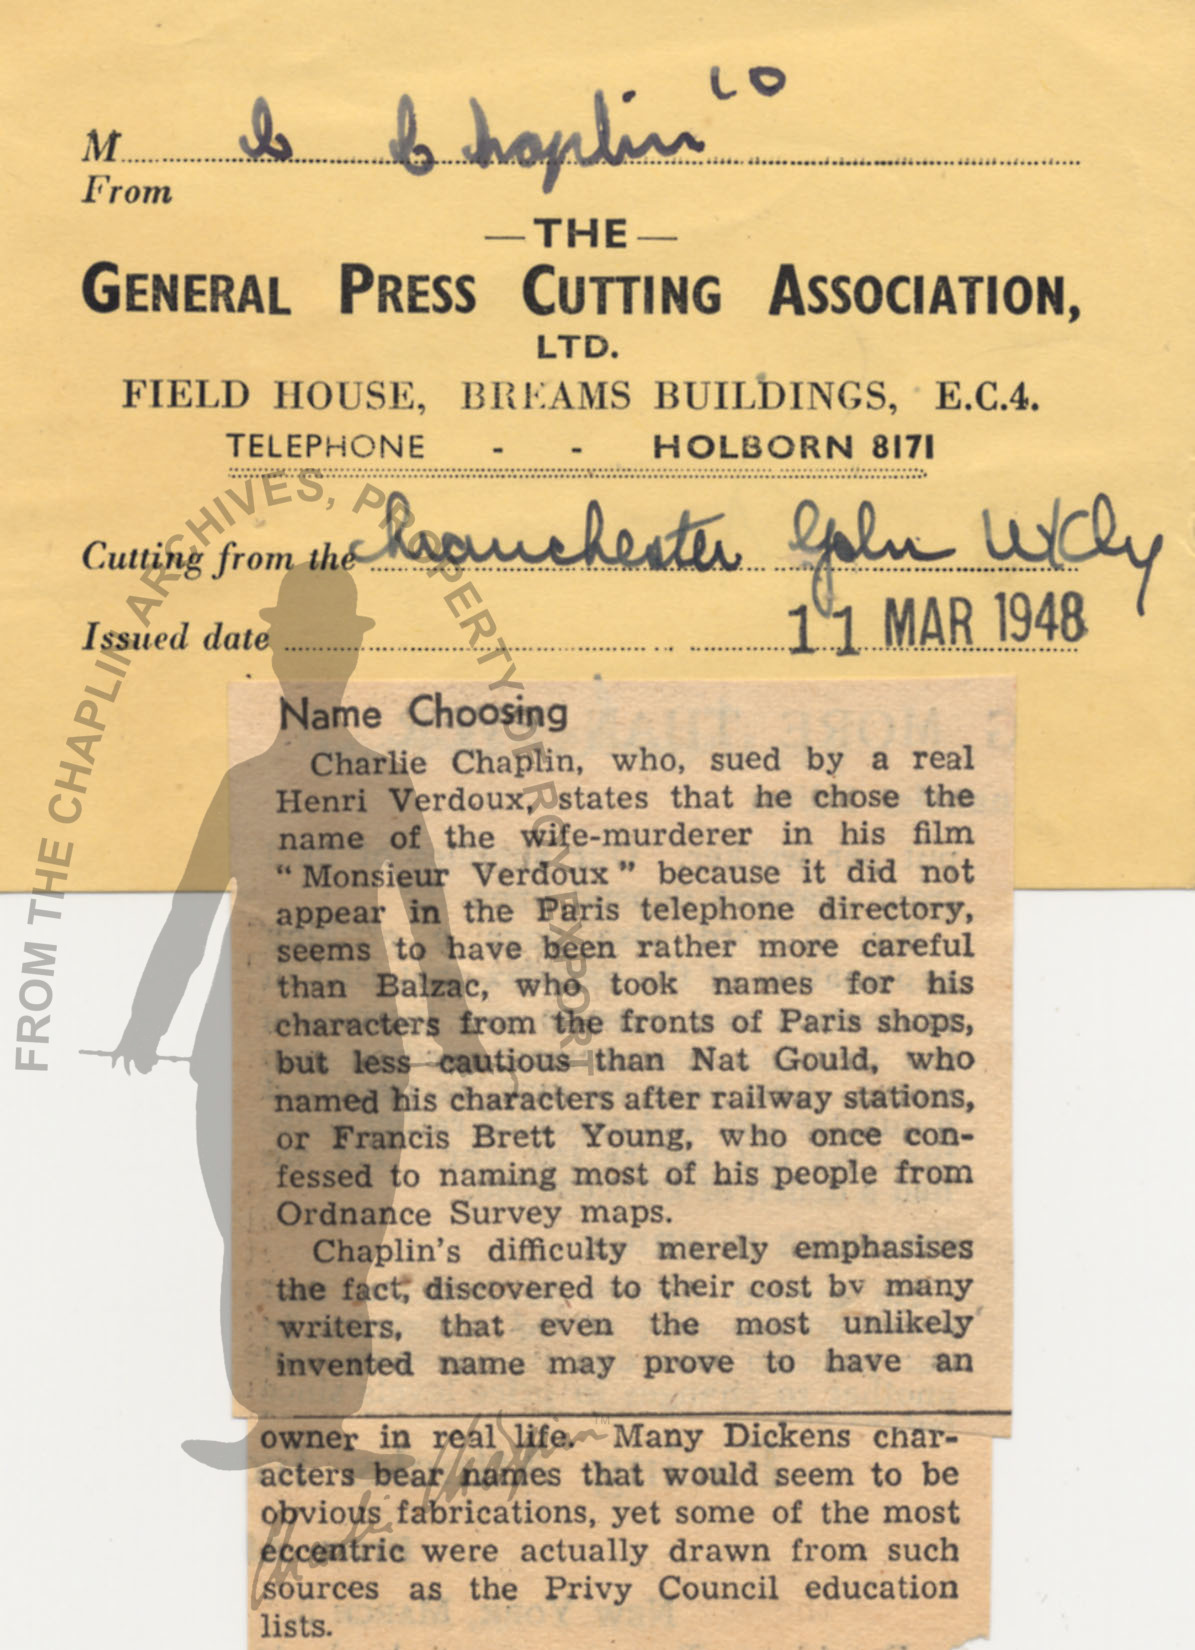 M C Chaplin 10
From
— THE —
GENERAL PRESS CUTTING ASSOCIATION,
LTD.
FIELD HOUSE, BREAMS BUILDINGS, E.C.4.
TELEPHONE - - HOLBORN 8171
Cutting from the Manchester Gdn Wkly
Issued date 11 MAR 1948
Name Choosing
Charlie Chaplin, who, sued by a real
Henri Verdoux, states that he chose the
name of the wife-murderer in his film
“ Monsieur Verdoux ” because it did not
appear in the Paris telephone directory,
seems to have been rather more careful
than Balzac, who took names for his
characters from the fronts of Paris shops,
but less cautious than Nat Gould, who
named his characters after railway stations,
or Francis Brett Young, who once con-
fessed to naming most of his people from
Ordnance Survey maps.
Chaplin's difficulty merely emphasises
the fact, discovered to their cost by many
writers, that even the most unlikely
invented name may prove to have an
owner in real life. Many Dickens char-
acters bear names that would seem to be
obvious fabrications, yet some of the most
eccentric were actually drawn from such
sources as the Privy Council education
lists.
FROM THE CHAPLIN ARCHIVES, PROPERTY OF ROY EXPORT
Charlie Chaplin™